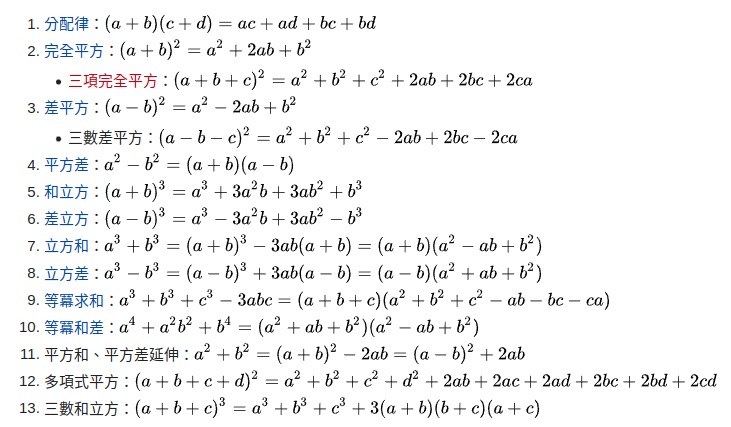 1. 分配律：(a + b)(c + d) = ac + ad + bc + bd
2. 完全平方：(a + b)² = a² + 2ab + b²
• 三項完全平方：(a + b + c)² = a² + b² + c² + 2ab + 2bc + 2ca
3. 差平方：(a − b)² = a² − 2ab + b²
• 三數差平方：(a − b − c)² = a² + b² + c² − 2ab + 2bc − 2ca
4. 平方差：a² − b² = (a + b)(a − b)
5. 和立方：(a + b)³ = a³ + 3a²b + 3ab² + b³
6. 差立方：(a − b)³ = a³ − 3a²b + 3ab² − b³
7. 立方和：a³ + b³ = (a + b)³ − 3ab(a + b) = (a + b)(a² − ab + b²)
8. 立方差：a³ − b³ = (a − b)³ + 3ab(a − b) = (a − b)(a² + ab + b²)
9. 等冪求和：a³ + b³ + c³ − 3abc = (a + b + c)(a² + b² + c² − ab − bc − ca)
10. 等冪和差：a⁴ + a²b² + b⁴ = (a² + ab + b²)(a² − ab + b²)
11. 平方和、平方差延伸：a² + b² = (a + b)² − 2ab = (a − b)² + 2ab
12. 多項式平方：(a + b + c + d)² = a² + b² + c² + d² + 2ab + 2ac + 2ad + 2bc + 2bd + 2cd
13. 三數和立方：(a + b + c)³ = a³ + b³ + c³ + 3(a + b)(b + c)(a + c)